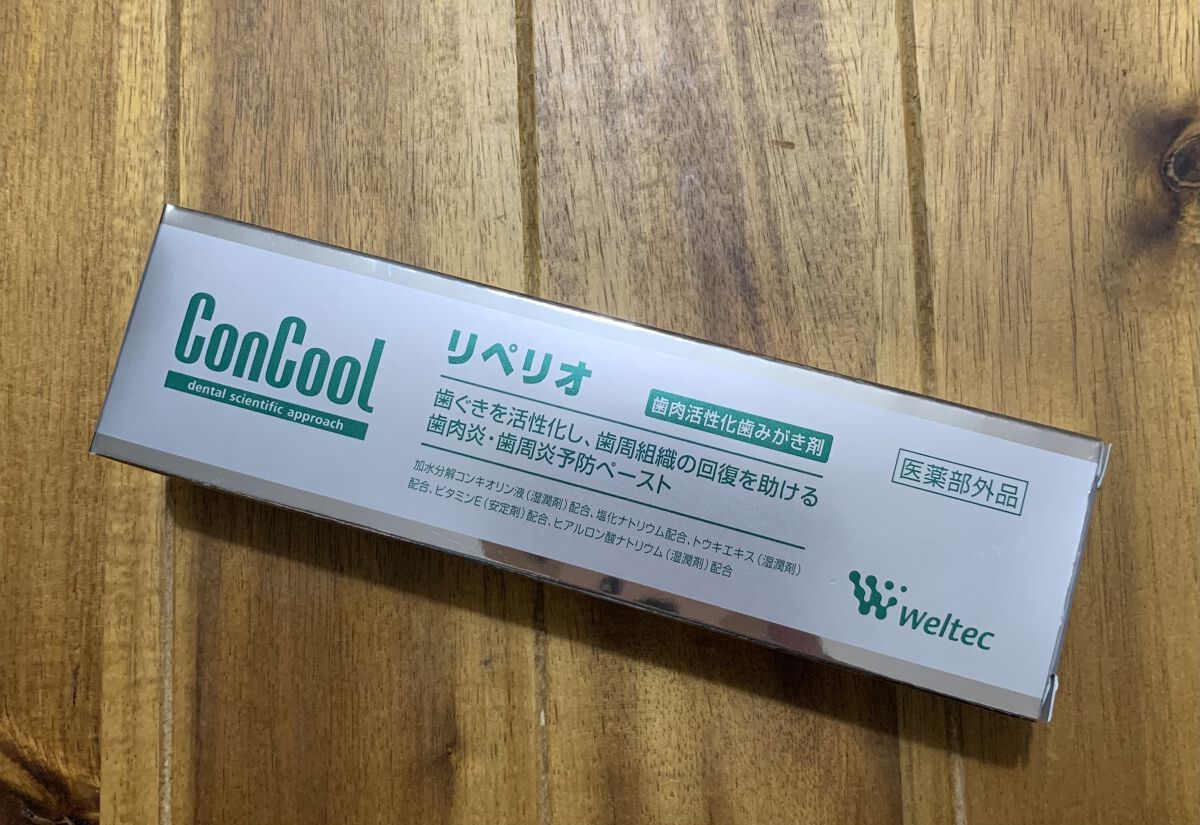 ConCool
dental scientific approach
リペリオ
歯肉活性化歯みがき剤
歯ぐきを活性化し、歯周組織の回復を助ける
歯肉炎・歯周炎予防ペースト
加水分解コンキオリン液（湿潤剤）配合、塩化ナトリウム配合、トウキエキス（湿潤剤）
配合、ビタミンE（安定剤）配合、ヒアルロン酸ナトリウム（湿潤剤）配合
医薬部外品
weltec